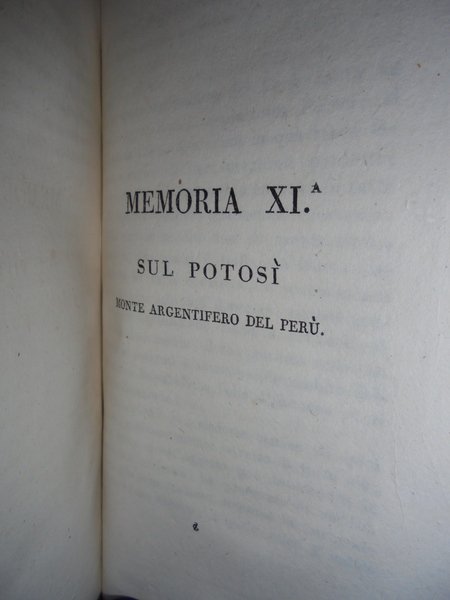 MEMORIA XI.ᴬ
SUL POTOSÌ
MONTE ARGENTIFERO DEL PERÙ.